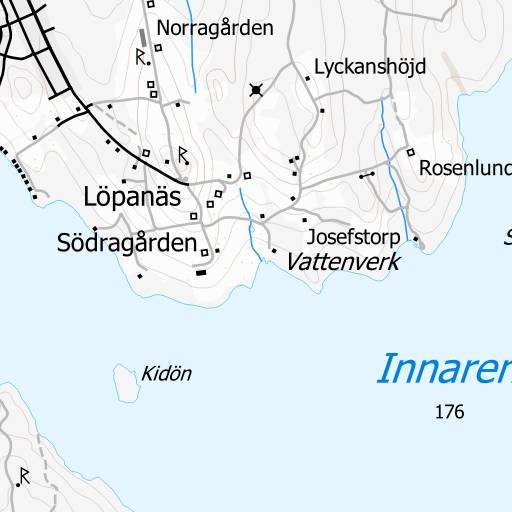 Norragården
Lyckanshöjd
Rosenlund
Löpanäs
Södragården
Josefstorp
Vattenverk
Innaren
Kidön
176